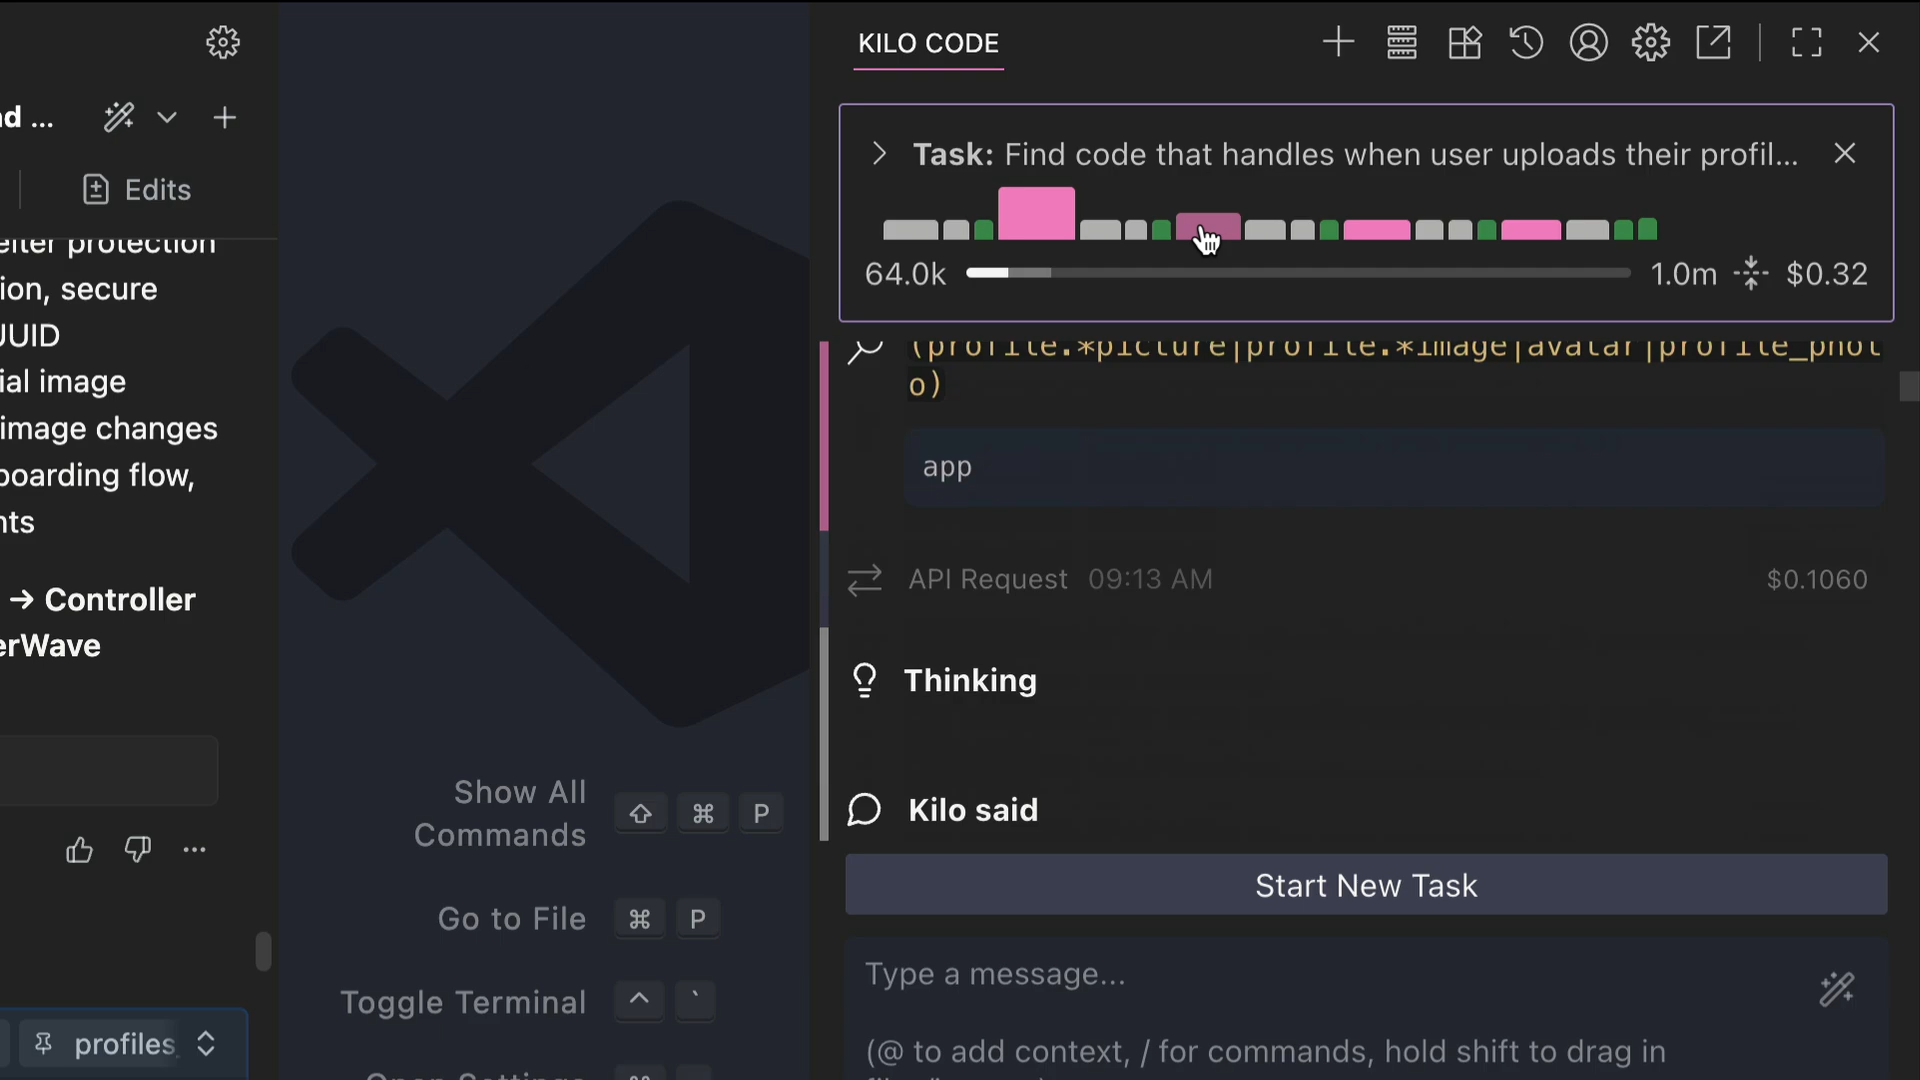 nd ...
Edits
elter protection
ion, secure
UUID
ial image
image changes
boarding flow,
nts
→ Controller
erWave
profiles
Show All
Commands
⇧ ⌘ P
Go to File ⌘ P
Toggle Terminal ^ `
KILO CODE
Task: Find code that handles when user uploads their profil...
64.0k 1.0m $0.32
(profile.*picture|profile.*image|avatar|profile_phot
o)
app
API Request 09:13 AM $0.1060
Thinking
Kilo said
Start New Task
Type a message...
(@ to add context, / for commands, hold shift to drag in